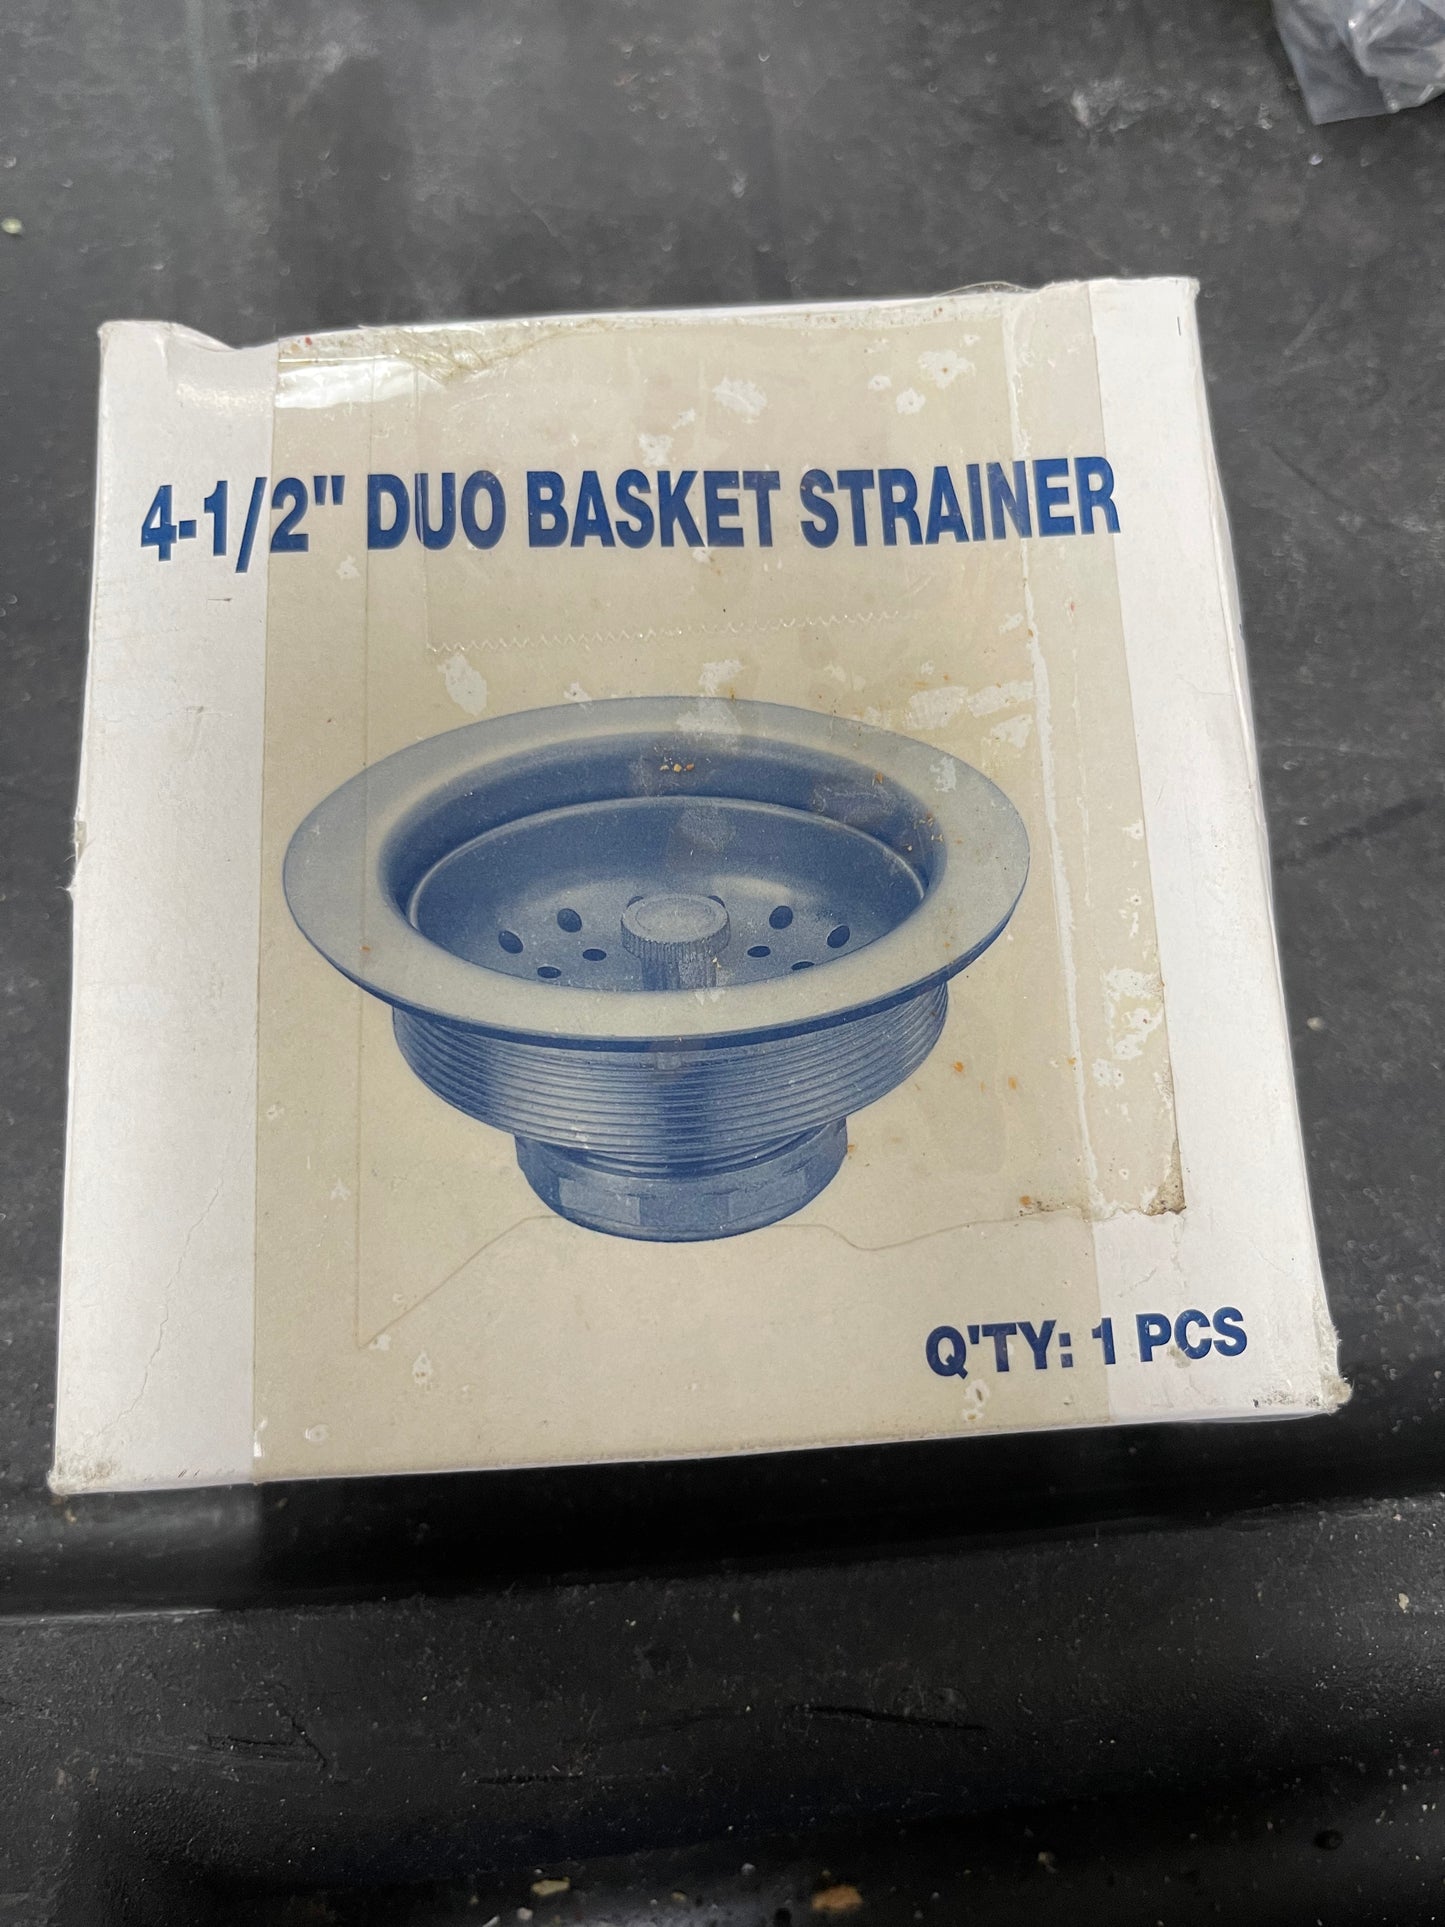 4-1/2" DUO BASKET STRAINER
Q'TY: 1 PCS